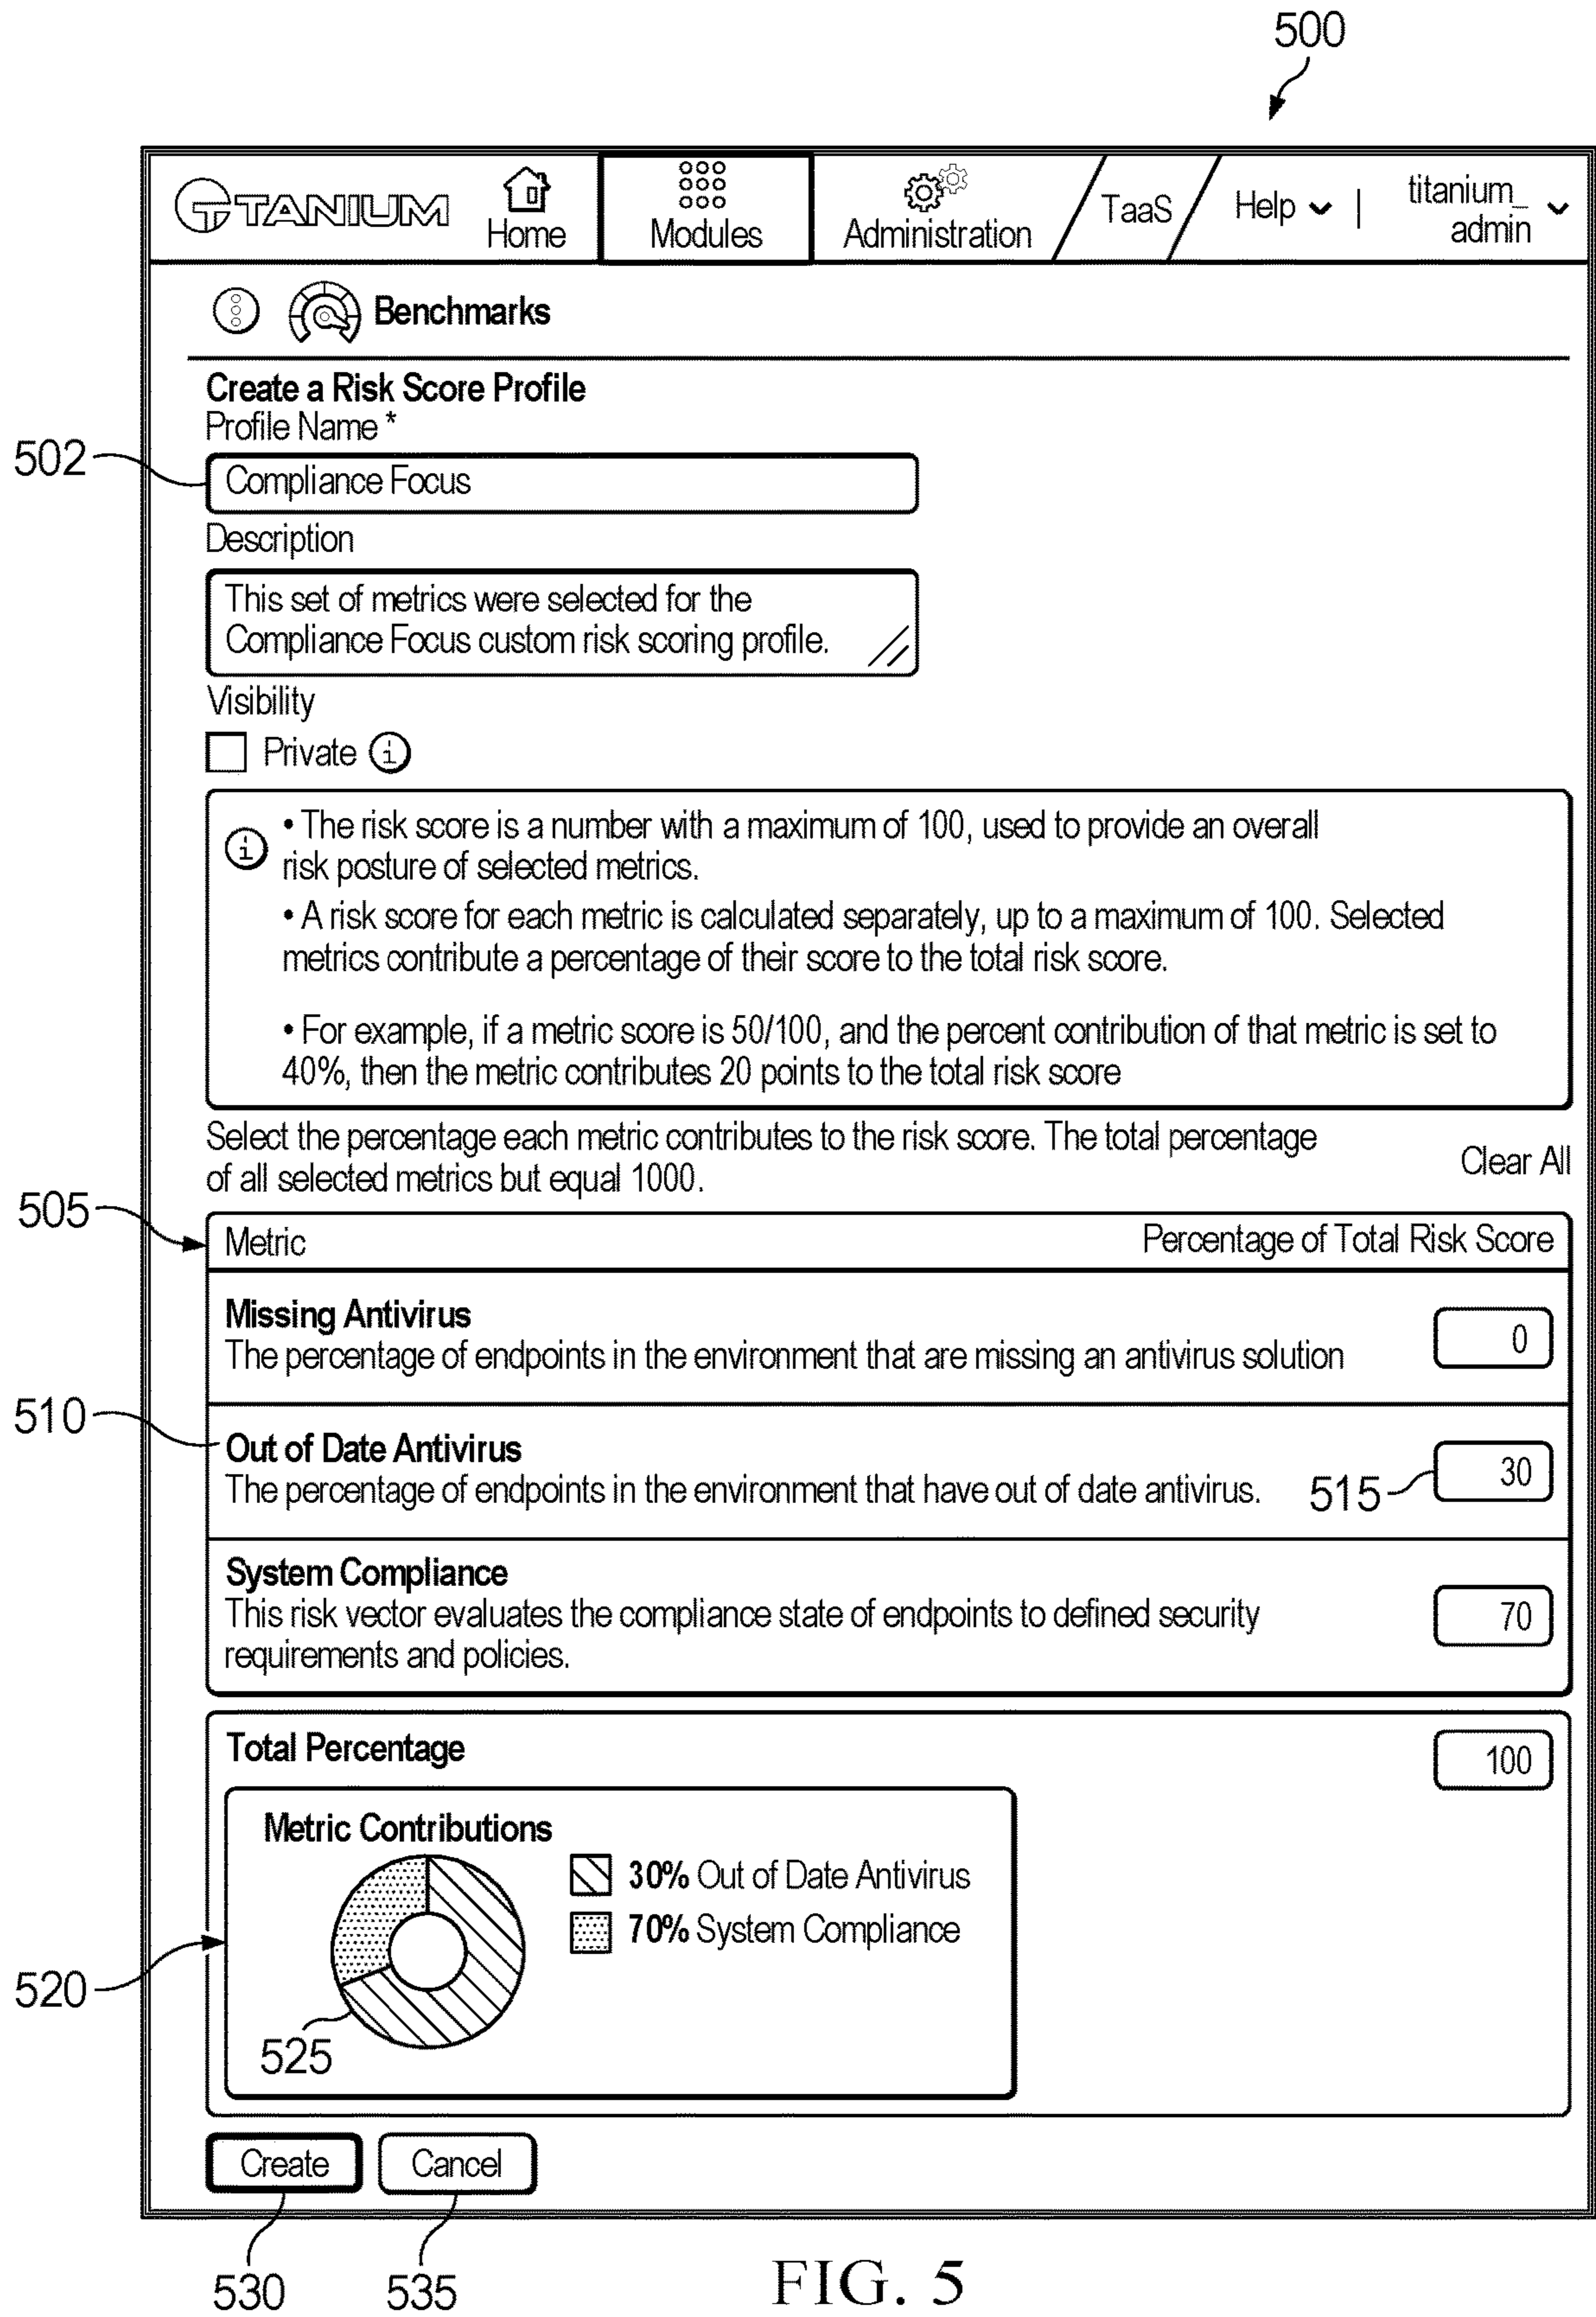 500
TANIUM
Home
Modules
Administration
TaaS
Help
|
titanium_
admin
Benchmarks
Create a Risk Score Profile
Profile Name *
502
Compliance Focus
Description
This set of metrics were selected for the
Compliance Focus custom risk scoring profile.
Visibility
Private i
i
• The risk score is a number with a maximum of 100, used to provide an overall
risk posture of selected metrics.
• A risk score for each metric is calculated separately, up to a maximum of 100. Selected
metrics contribute a percentage of their score to the total risk score.
• For example, if a metric score is 50/100, and the percent contribution of that metric is set to
40%, then the metric contributes 20 points to the total risk score
Select the percentage each metric contributes to the risk score. The total percentage
of all selected metrics but equal 1000.
Clear All
505
Metric Percentage of Total Risk Score
Missing Antivirus
The percentage of endpoints in the environment that are missing an antivirus solution
0
510
Out of Date Antivirus
The percentage of endpoints in the environment that have out of date antivirus.
515
30
System Compliance
This risk vector evaluates the compliance state of endpoints to defined security
requirements and policies.
70
Total Percentage
100
Metric Contributions
30% Out of Date Antivirus
70% System Compliance
520
525
Create
Cancel
530
535
FIG. 5